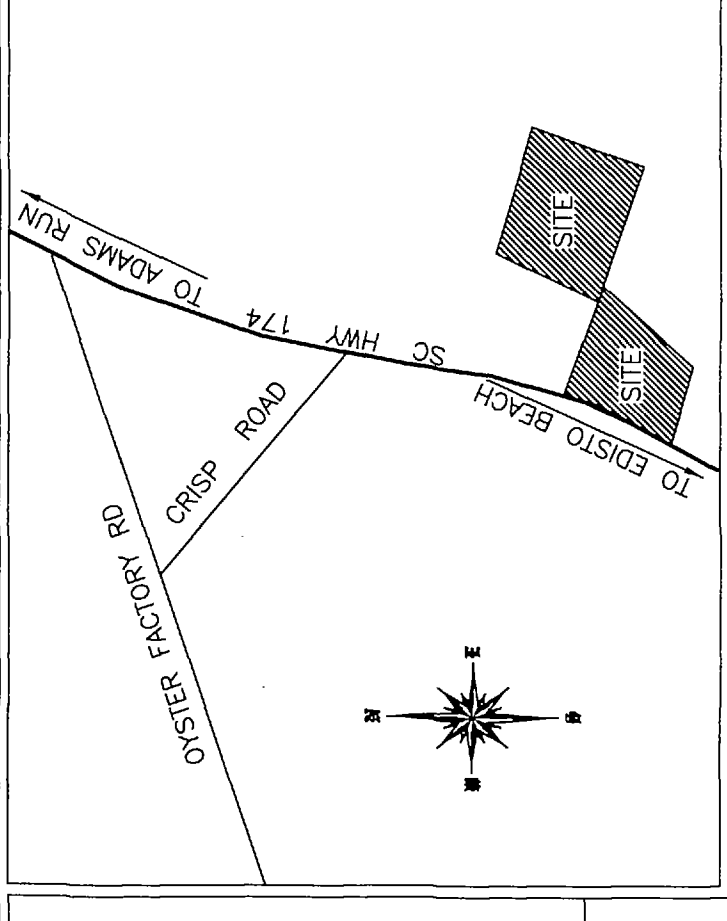 TO ADAMS RUN
SC HWY 174
TO EDISTO BEACH
SITE
SITE
CRISP ROAD
OYSTER FACTORY RD
N
E
S
W